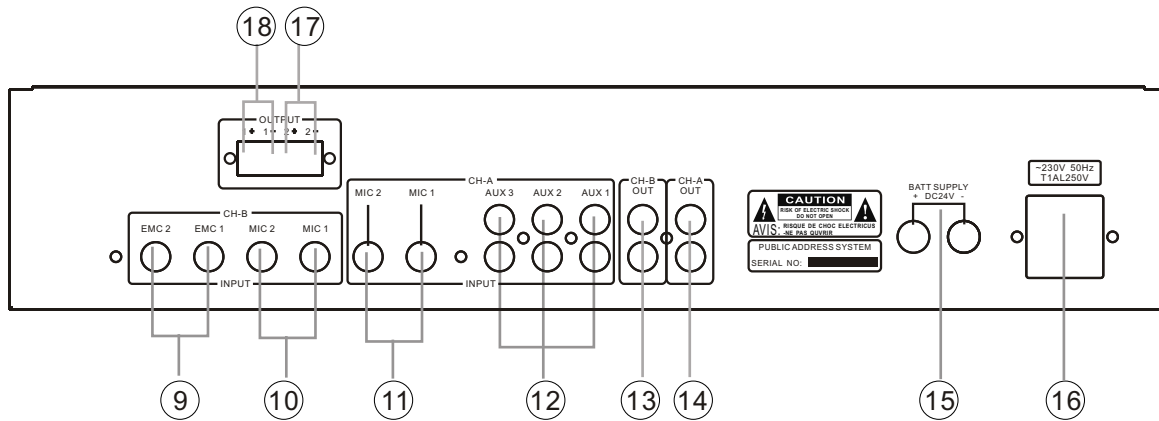 18 17
OUTPUT
1+ 1- 2+ 2-
CH-A
MIC 2 MIC 1 AUX 3 AUX 2 AUX 1
INPUT
CH-B
OUT
CH-A
OUT
CH-B
EMC 2 EMC 1 MIC 2 MIC 1
INPUT
CAUTION
RISK OF ELECTRIC SHOCK
DO NOT OPEN
AVIS: RISQUE DE CHOC ELECTRICUS
-NE PAS QUVRIR
PUBLIC ADDRESS SYSTEM
SERIAL NO:
BATT SUPPLY
+ DC24V -
~230V 50Hz
T1AL250V
9 10 11 12 13 14 15 16